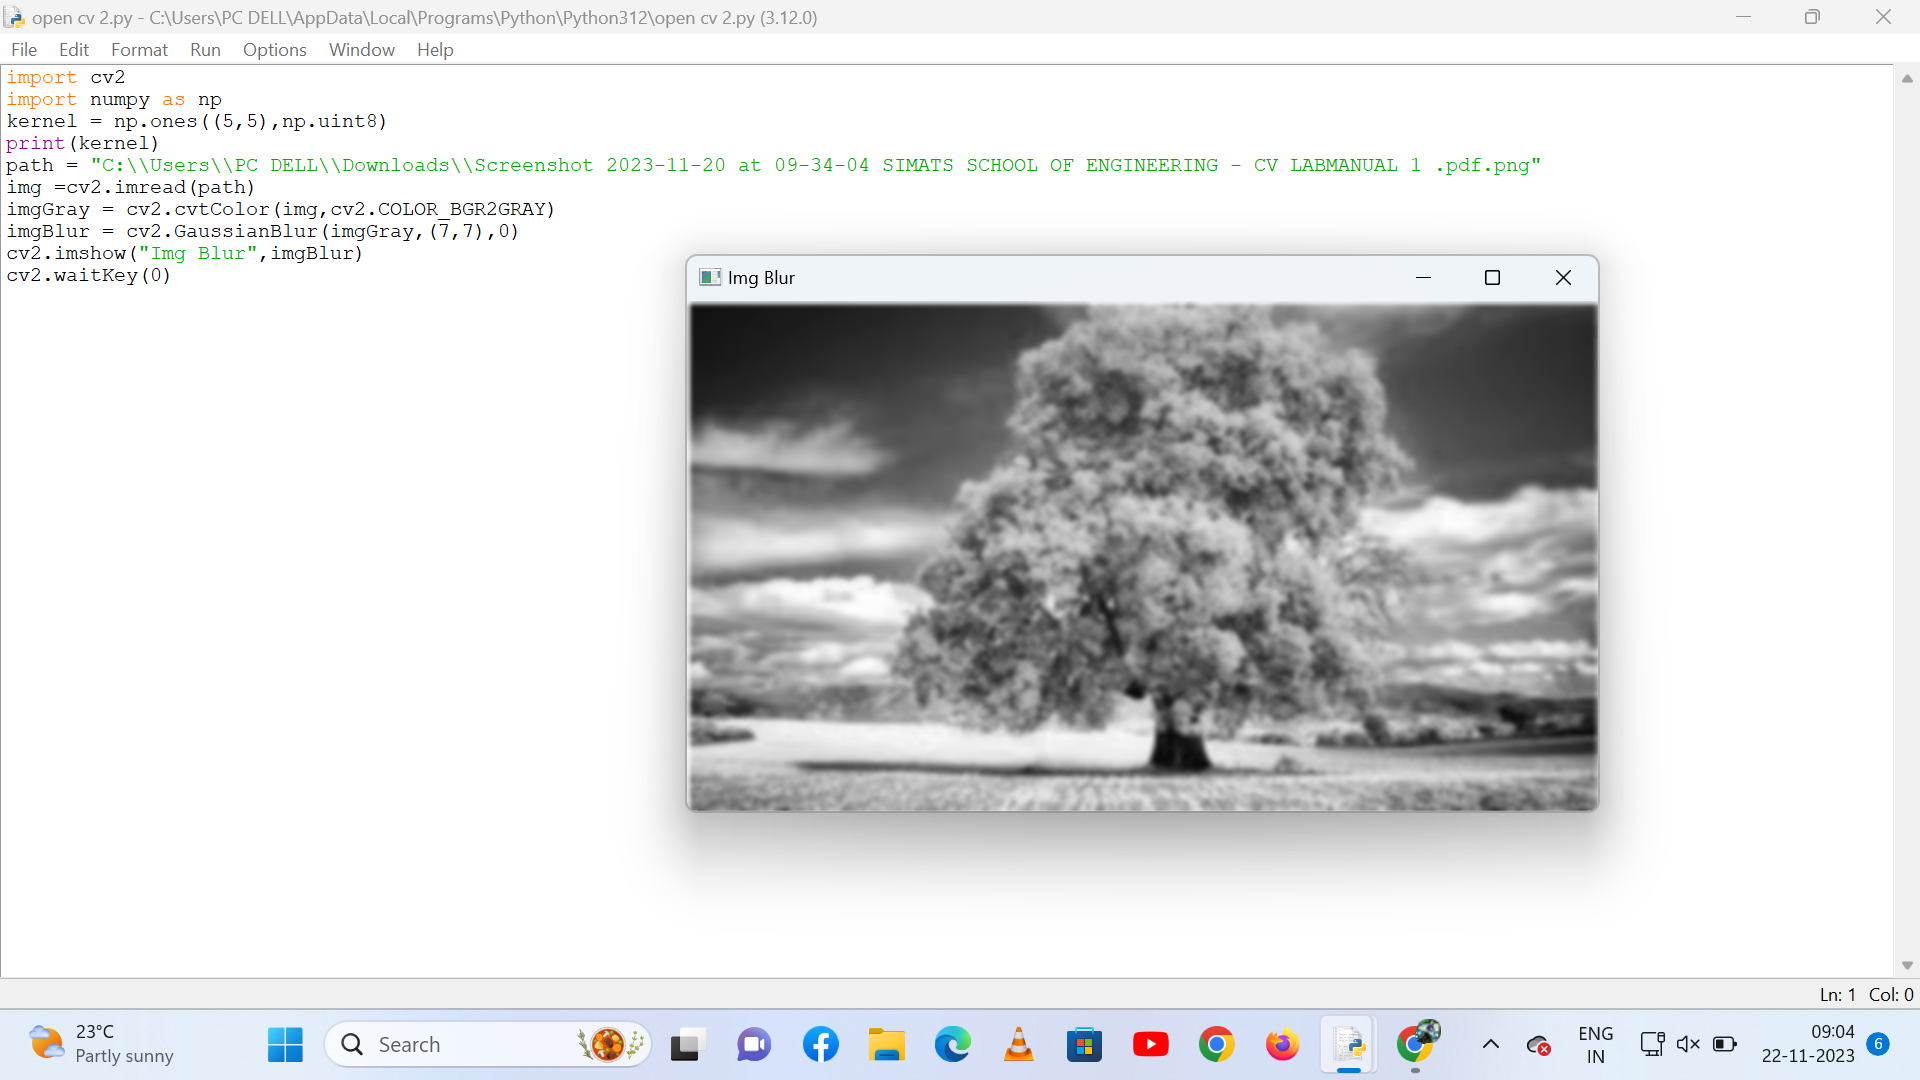 open cv 2.py - C:\Users\PC DELL\AppData\Local\Programs\Python\Python312\open cv 2.py (3.12.0)
File Edit Format Run Options Window Help
import cv2
import numpy as np
kernel = np.ones((5,5),np.uint8)
print(kernel)
path = "C:\\Users\\PC DELL\\Downloads\\Screenshot 2023-11-20 at 09-34-04 SIMATS SCHOOL OF ENGINEERING - CV LABMANUAL 1 .pdf.png"
img =cv2.imread(path)
imgGray = cv2.cvtColor(img,cv2.COLOR_BGR2GRAY)
imgBlur = cv2.GaussianBlur(imgGray,(7,7),0)
cv2.imshow("Img Blur",imgBlur)
cv2.waitKey(0)
Img Blur
Ln: 1 Col: 0
23°C
Partly sunny
Search
ENG
IN
09:04
22-11-2023
6